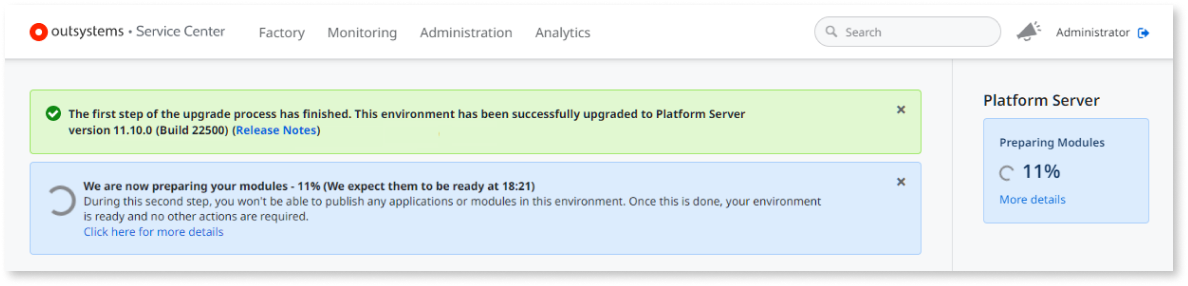 outsystems • Service Center
Factory
Monitoring
Administration
Analytics
Search
Administrator
The first step of the upgrade process has finished. This environment has been successfully upgraded to Platform Server
version 11.10.0 (Build 22500) (Release Notes)
We are now preparing your modules - 11% (We expect them to be ready at 18:21)
During this second step, you won't be able to publish any applications or modules in this environment. Once this is done, your environment
is ready and no other actions are required.
Click here for more details
Platform Server
Preparing Modules
11%
More details